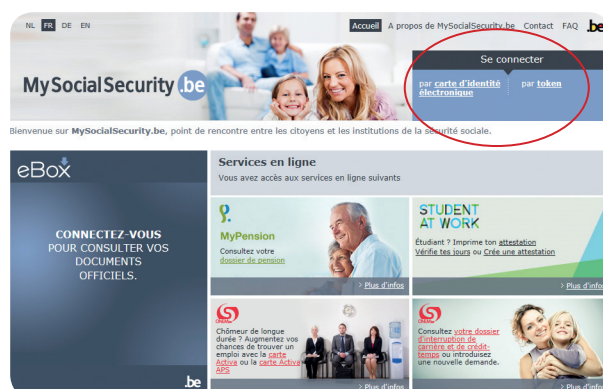 NL FR DE EN
Accueil A propos de MySocialSecurity.be Contact FAQ .be
MySocialSecurity .be
Se connecter
par carte d'identité
électronique
par token
Bienvenue sur MySocialSecurity.be, point de rencontre entre les citoyens et les institutions de la sécurité sociale.
eBox
CONNECTEZ-VOUS
POUR CONSULTER VOS
DOCUMENTS
OFFICIELS.
.be
Services en ligne
Vous avez accès aux services en ligne suivants
MyPension
Consultez votre
dossier de pension
> Plus d'infos
STUDENT
AT WORK
Étudiant ? Imprime ton attestation
Vérifie tes jours ou Crée une attestation
> Plus d'infos
Chômeur de longue
durée ? Augmentez vos
chances de trouver un
emploi avec la carte
Activa ou la carte Activa
APS
> Plus d'infos
Consultez votre dossier
d'interruption de
carrière et de crédit-
temps ou introduisez
une nouvelle demande.
> Plus d'infos